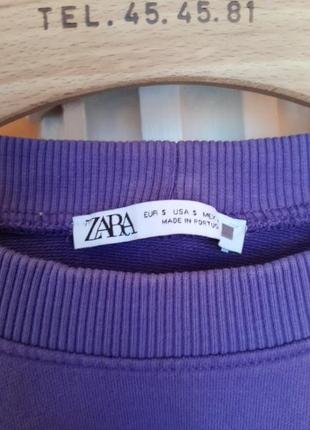 TEL. 45.45.81
ZARA
EUR S USA S MEX
MADE IN PORTUG